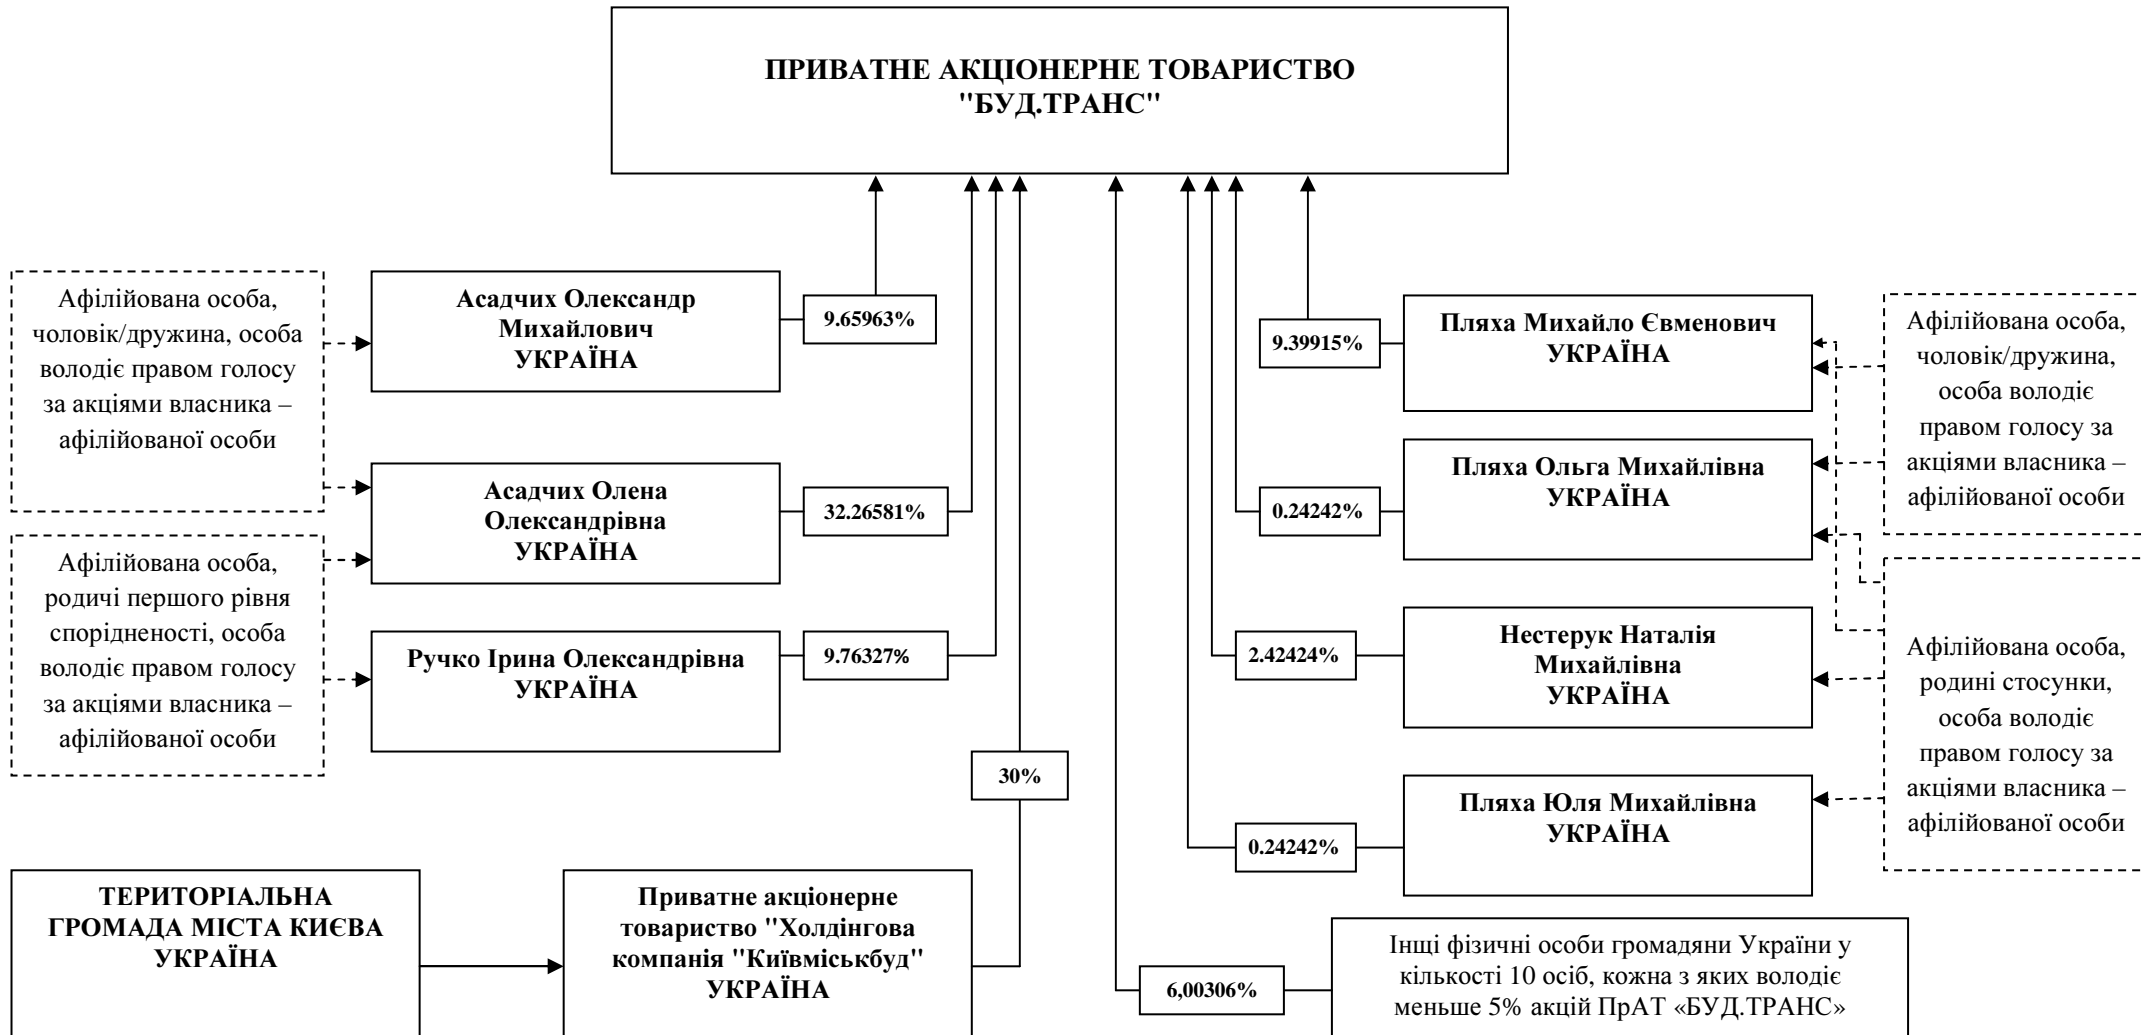 ПРИВАТНЕ АКЦІОНЕРНЕ ТОВАРИСТВО
"БУД.ТРАНС"
Афілійована особа,
чоловік/дружина, особа
володіє правом голосу
за акціями власника –
афілійованої особи
Асадчих Олександр
Михайлович
УКРАЇНА
9.65963%
Асадчих Олена
Олександрівна
УКРАЇНА
32.26581%
Афілійована особа,
родичі першого рівня
спорідненості, особа
володіє правом голосу
за акціями власника –
афілійованої особи
Ручко Ірина Олександрівна
УКРАЇНА
9.76327%
30%
ТЕРИТОРІАЛЬНА
ГРОМАДА МІСТА КИЄВА
УКРАЇНА
Приватне акціонерне
товариство "Холдінгова
компанія "Київміськбуд"
УКРАЇНА
9.39915%
Пляха Михайло Євменович
УКРАЇНА
Афілійована особа,
чоловік/дружина,
особа володіє
правом голосу за
акціями власника –
афілійованої особи
0.24242%
Пляха Ольга Михайлівна
УКРАЇНА
2.42424%
Нестерук Наталія
Михайлівна
УКРАЇНА
Афілійована особа,
родині стосунки,
особа володіє
правом голосу за
акціями власника –
афілійованої особи
0.24242%
Пляха Юля Михайлівна
УКРАЇНА
6,00306%
Інщі фізичні особи громадяни України у
кількості 10 осіб, кожна з яких володіє
меньше 5% акцій ПрАТ «БУД.ТРАНС»